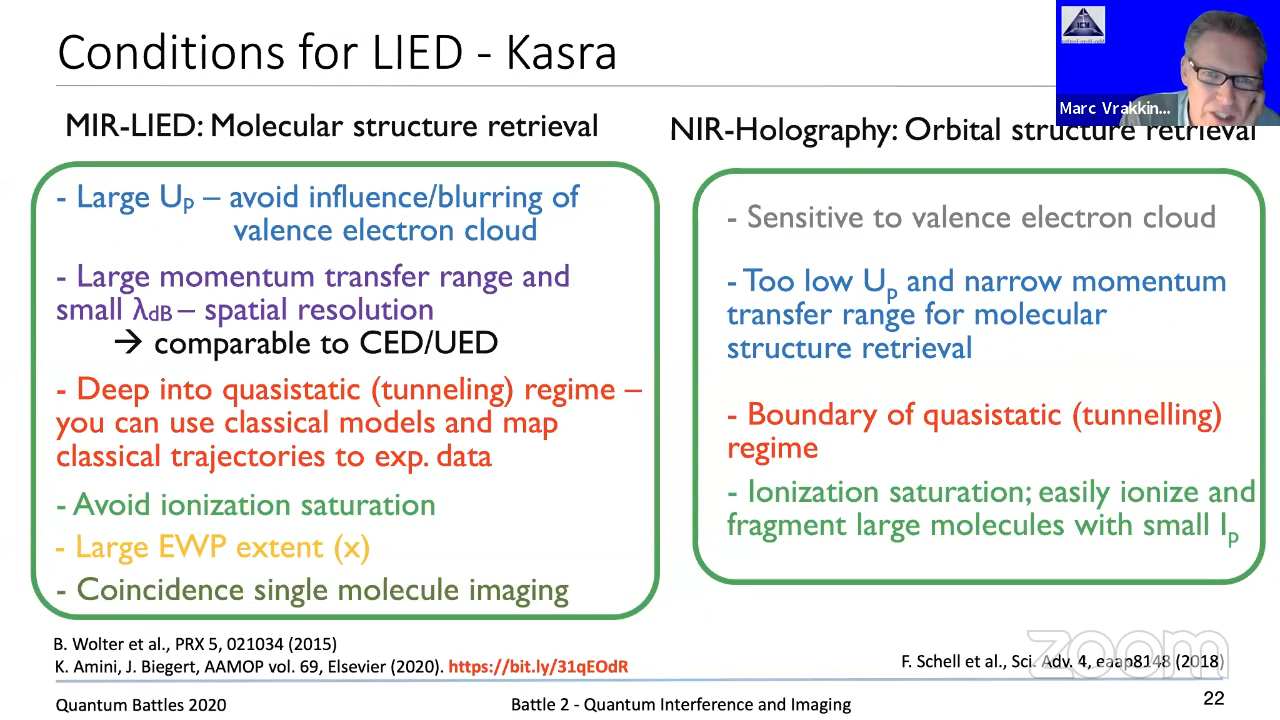 Conditions for LIED - Kasra
Marc Vrakkin...
MIR-LIED: Molecular structure retrieval
NIR-Holography: Orbital structure retrieval
- Large Uₚ – avoid influence/blurring of
valence electron cloud
- Large momentum transfer range and
small λdB – spatial resolution
→ comparable to CED/UED
- Deep into quasistatic (tunneling) regime –
you can use classical models and map
classical trajectories to exp. data
- Avoid ionization saturation
- Large EWP extent (x)
- Coincidence single molecule imaging
- Sensitive to valence electron cloud
- Too low Uₚ and narrow momentum
transfer range for molecular
structure retrieval
- Boundary of quasistatic (tunnelling)
regime
- Ionization saturation; easily ionize and
fragment large molecules with small Iₚ
B. Wolter et al., PRX 5, 021034 (2015)
K. Amini, J. Biegert, AAMOP vol. 69, Elsevier (2020). https://bit.ly/31qEOdR
F. Schell et al., Sci. Adv. 4, eaap8148 (2018)
zoom
Quantum Battles 2020
Battle 2 - Quantum Interference and Imaging
22